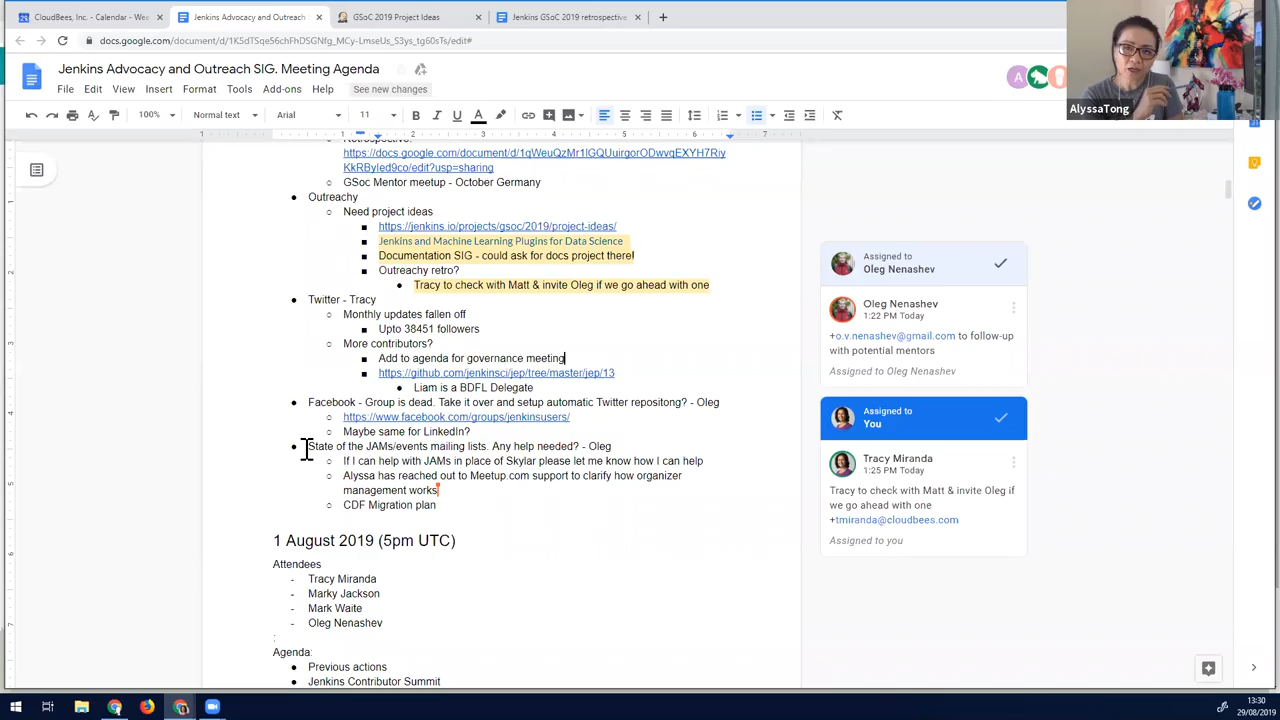 CloudBees, Inc. - Calendar - Wee
Jenkins Advocacy and Outreach
GSoC 2019 Project Ideas
Jenkins GSoC 2019 retrospective
docs.google.com/document/d/
/edit#
Jenkins Advocacy and Outreach SIG. Meeting Agenda
File Edit View Insert Format Tools Add-ons Help See new changes
A
AlyssaTong
100% Normal text Arial 11
1 1 2 3 4 5 6 7
Retrospective:
https://docs.google.com/document/d/1qWeuQzMr1IGQUuirgorODwvqEXYH7Riy
KkRByIed9co/edit?usp=sharing
GSoc Mentor meetup - October Germany
Outreachy
Need project ideas
https://jenkins.io/projects/gsoc/2019/project-ideas/
Jenkins and Machine Learning Plugins for Data Science
Documentation SIG - could ask for docs project there!
Outreachy retro?
Tracy to check with Matt & invite Oleg if we go ahead with one
Twitter - Tracy
Monthly updates fallen off
Upto 38451 followers
More contributors?
Add to agenda for governance meeting
https://github.com/jenkinsci/jep/tree/master/jep/13
Liam is a BDFL Delegate
Facebook - Group is dead. Take it over and setup automatic Twitter repositong? - Oleg
https://www.facebook.com/groups/jenkinsusers/
Maybe same for LinkedIn?
State of the JAMs/events mailing lists. Any help needed? - Oleg
If I can help with JAMs in place of Skylar please let me know how I can help
Alyssa has reached out to Meetup.com support to clarify how organizer
management works
CDF Migration plan
1 August 2019 (5pm UTC)
Attendees
- Tracy Miranda
- Marky Jackson
- Mark Waite
- Oleg Nenashev
:
Agenda:
Previous actions
Jenkins Contributor Summit
Assigned to
Oleg Nenashev
Oleg Nenashev
1:22 PM Today
+o.v.nenashev@gmail.com to follow-up
with potential mentors
Assigned to Oleg Nenashev
Assigned to
You
Tracy Miranda
1:25 PM Today
Tracy to check with Matt & invite Oleg if
we go ahead with one
+tmiranda@cloudbees.com
Assigned to you
13:30
29/08/2019